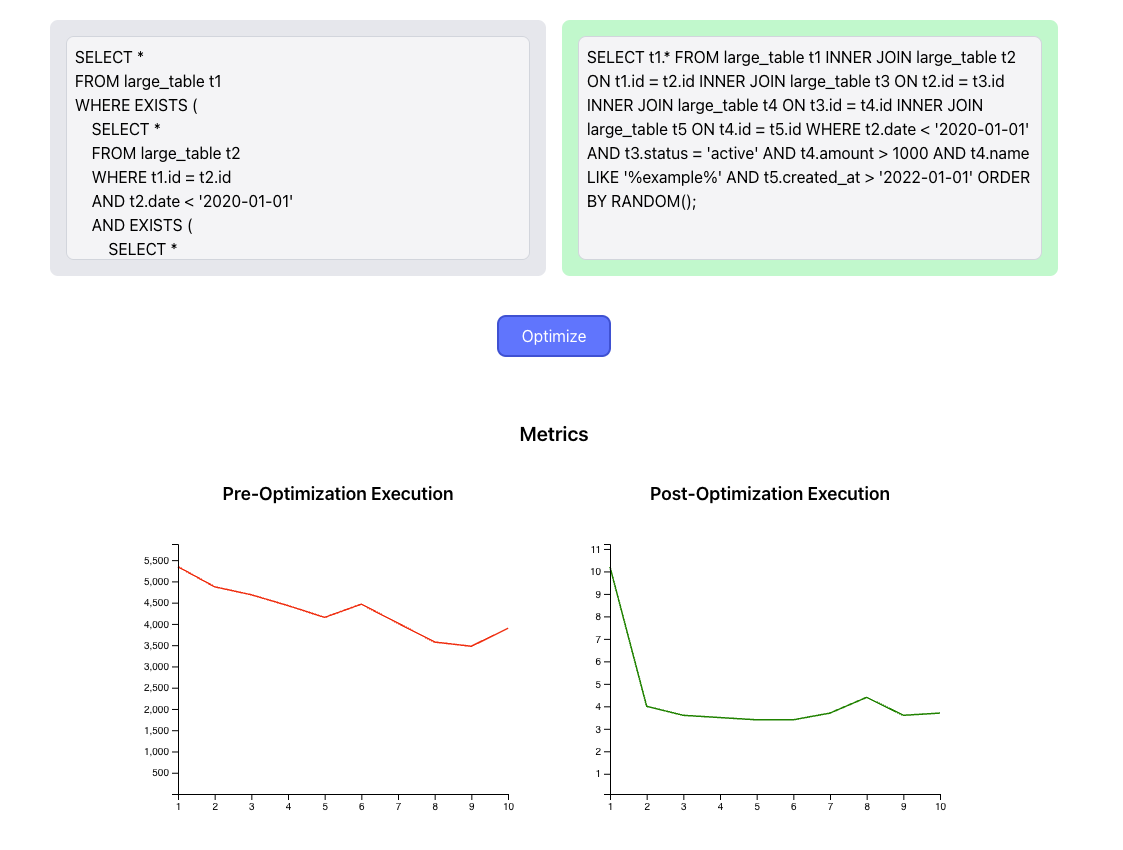 SELECT *
FROM large_table t1
WHERE EXISTS (
SELECT *
FROM large_table t2
WHERE t1.id = t2.id
AND t2.date < '2020-01-01'
AND EXISTS (
SELECT *
SELECT t1.* FROM large_table t1 INNER JOIN large_table t2
ON t1.id = t2.id INNER JOIN large_table t3 ON t2.id = t3.id
INNER JOIN large_table t4 ON t3.id = t4.id INNER JOIN
large_table t5 ON t4.id = t5.id WHERE t2.date < '2020-01-01'
AND t3.status = 'active' AND t4.amount > 1000 AND t4.name
LIKE '%example%' AND t5.created_at > '2022-01-01' ORDER
BY RANDOM();
Optimize
Metrics
Pre-Optimization Execution
5,500
5,000
4,500
4,000
3,500
3,000
2,500
2,000
1,500
1,000
500
1 2 3 4 5 6 7 8 9 10
Post-Optimization Execution
11
10
9
8
7
6
5
4
3
2
1
1 2 3 4 5 6 7 8 9 10